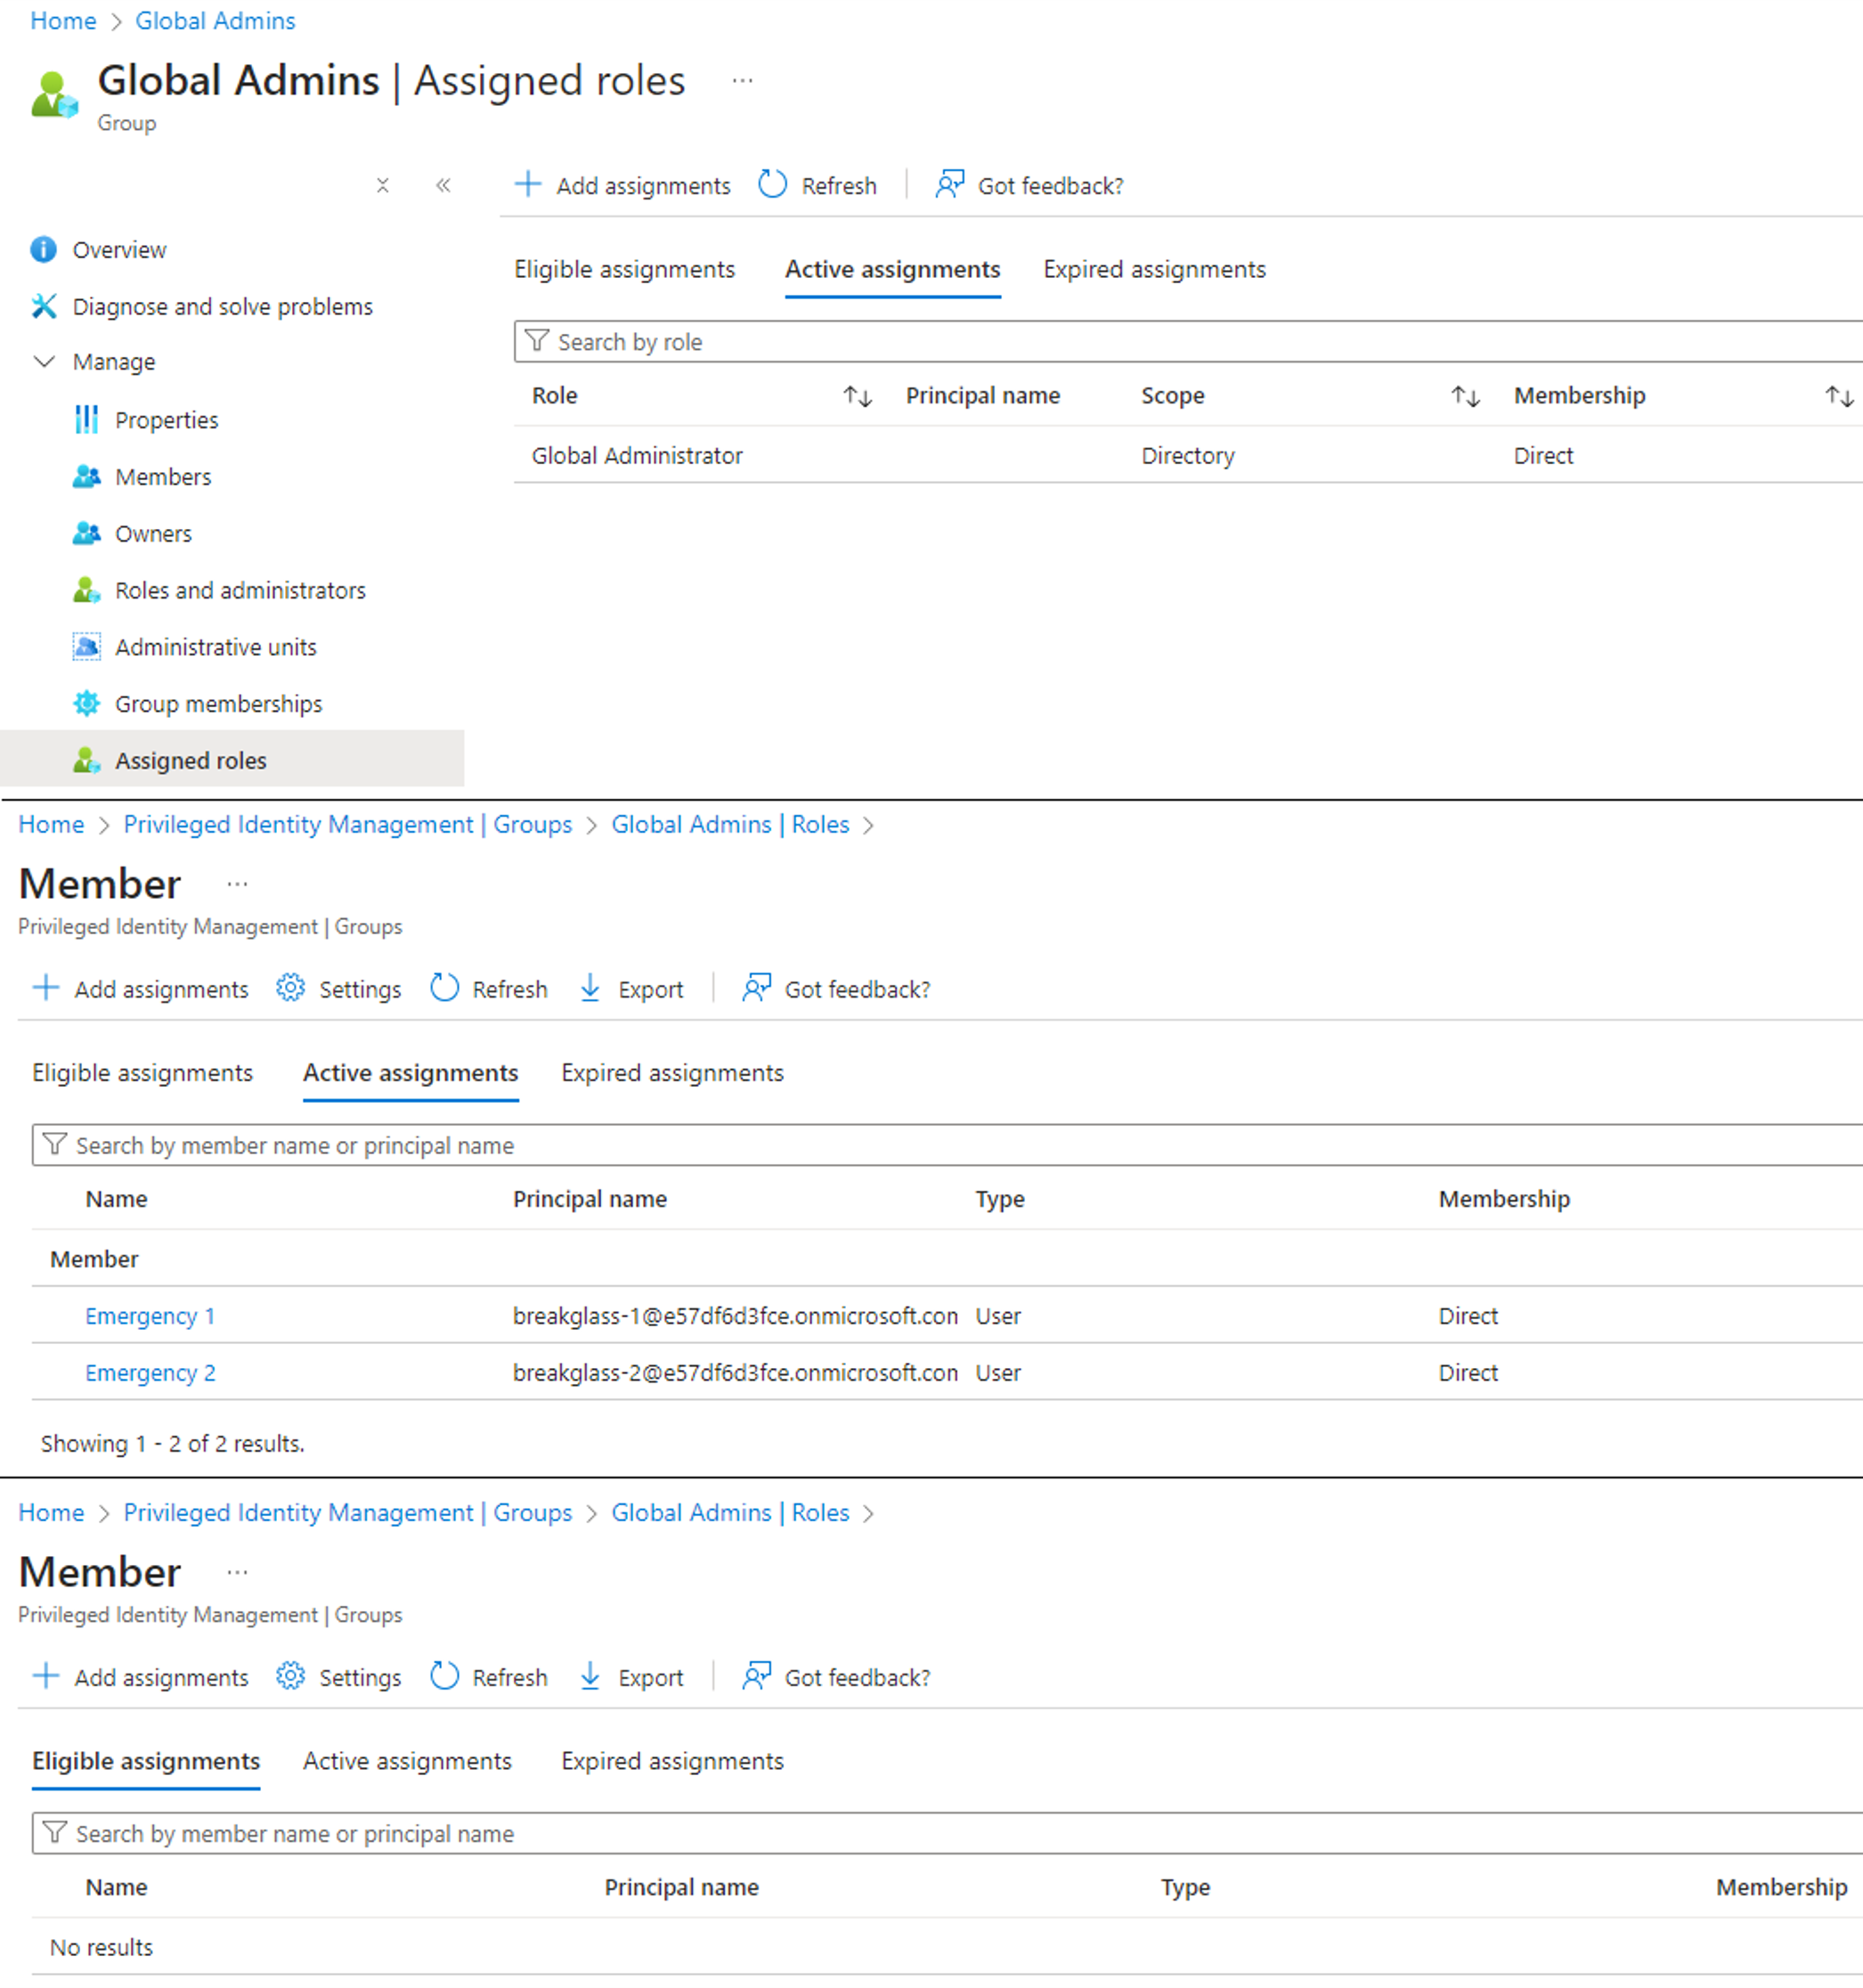 Home > Global Admins
Global Admins | Assigned roles ...
Group
Add assignments Refresh | Got feedback?
Overview
Diagnose and solve problems
Manage
Properties
Members
Owners
Roles and administrators
Administrative units
Group memberships
Assigned roles
Eligible assignments Active assignments Expired assignments
Search by role
Role Principal name Scope Membership
Global Administrator Directory Direct
Home > Privileged Identity Management | Groups > Global Admins | Roles >
Member ...
Privileged Identity Management | Groups
Add assignments Settings Refresh Export | Got feedback?
Eligible assignments Active assignments Expired assignments
Search by member name or principal name
Name Principal name Type Membership
Member
Emergency 1 breakglass-1@e57df6d3fce.onmicrosoft.con User Direct
Emergency 2 breakglass-2@e57df6d3fce.onmicrosoft.con User Direct
Showing 1 - 2 of 2 results.
Home > Privileged Identity Management | Groups > Global Admins | Roles >
Member ...
Privileged Identity Management | Groups
Add assignments Settings Refresh Export | Got feedback?
Eligible assignments Active assignments Expired assignments
Search by member name or principal name
Name Principal name Type Membership
No results